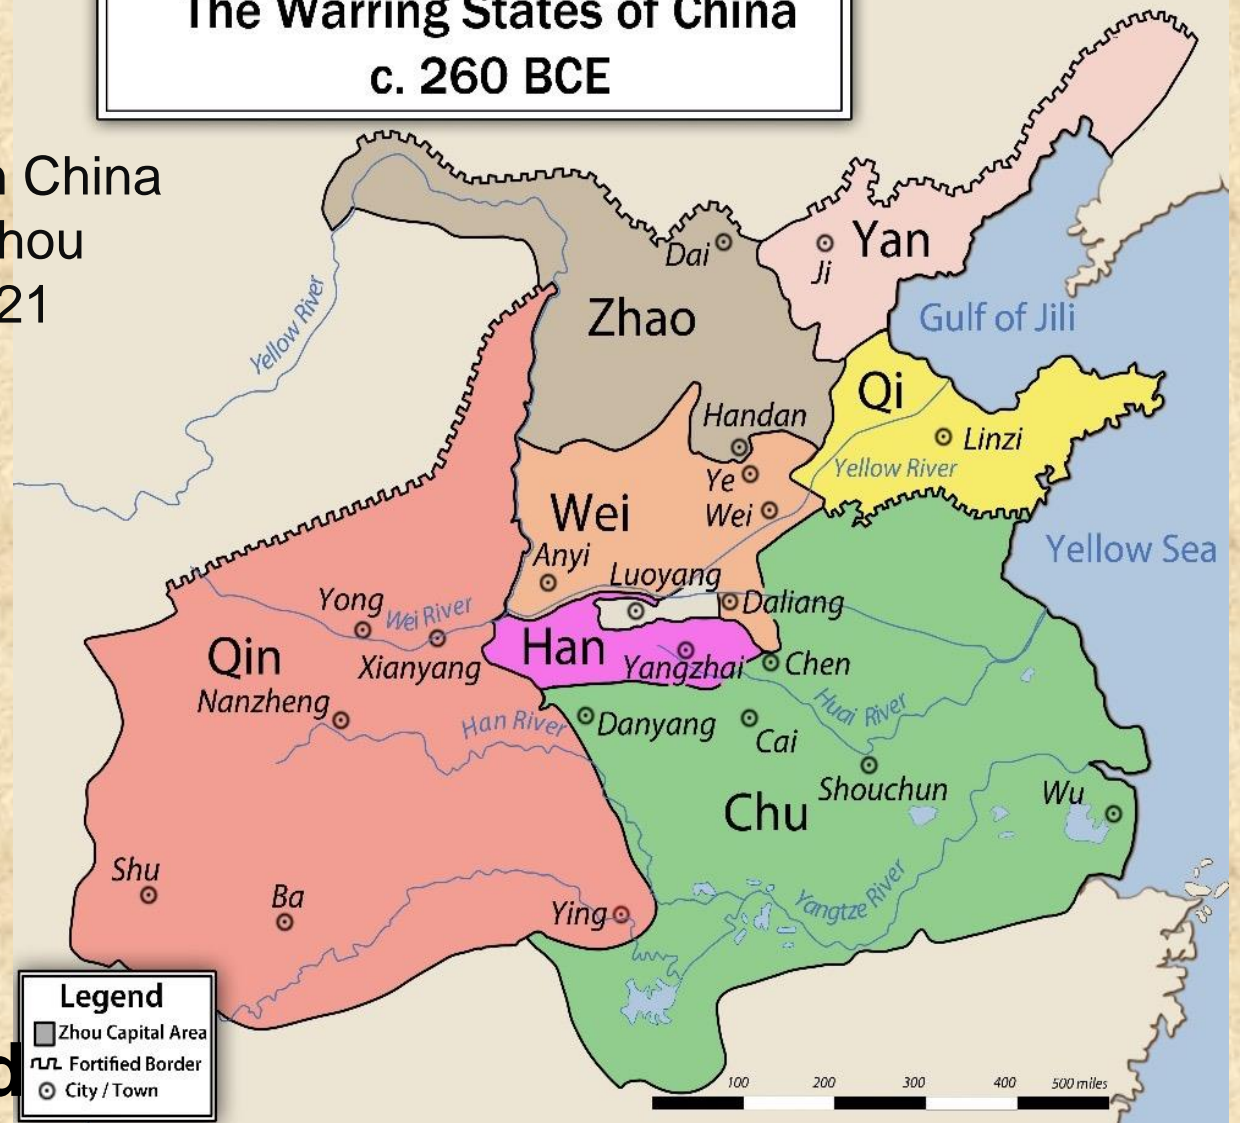 The Warring States of China
c. 260 BCE
China
hou
21
Dai
Ji
Yan
Zhao
Gulf of Jili
Yellow River
Qi
Handan
Linzi
Ye
Yellow River
Wei
Wei
Anyi
Luoyang
Yellow Sea
Daliang
Yong
Wei River
Qin
Xianyang
Han
Yangzhai
Chen
Nanzheng
Han River
Danyang
Cai
Huai River
Shouchun
Chu
Wu
Shu
Ba
Ying
Yangtze River
Legend
Zhou Capital Area
Fortified Border
City / Town
d
100 200 300 400 500 miles